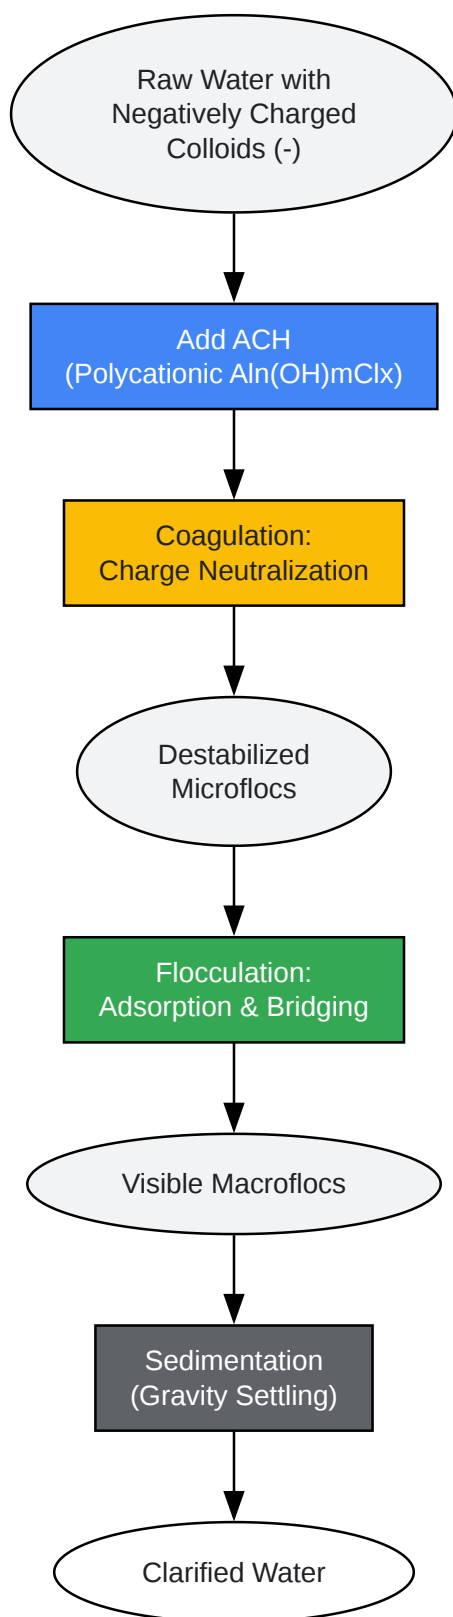 Raw Water with
Negatively Charged
Colloids (-)
Add ACH
(Polycationic Aln(OH)mClx)
Coagulation:
Charge Neutralization
Destabilized
Microflocs
Flocculation:
Adsorption & Bridging
Visible Macroflocs
Sedimentation
(Gravity Settling)
Clarified Water